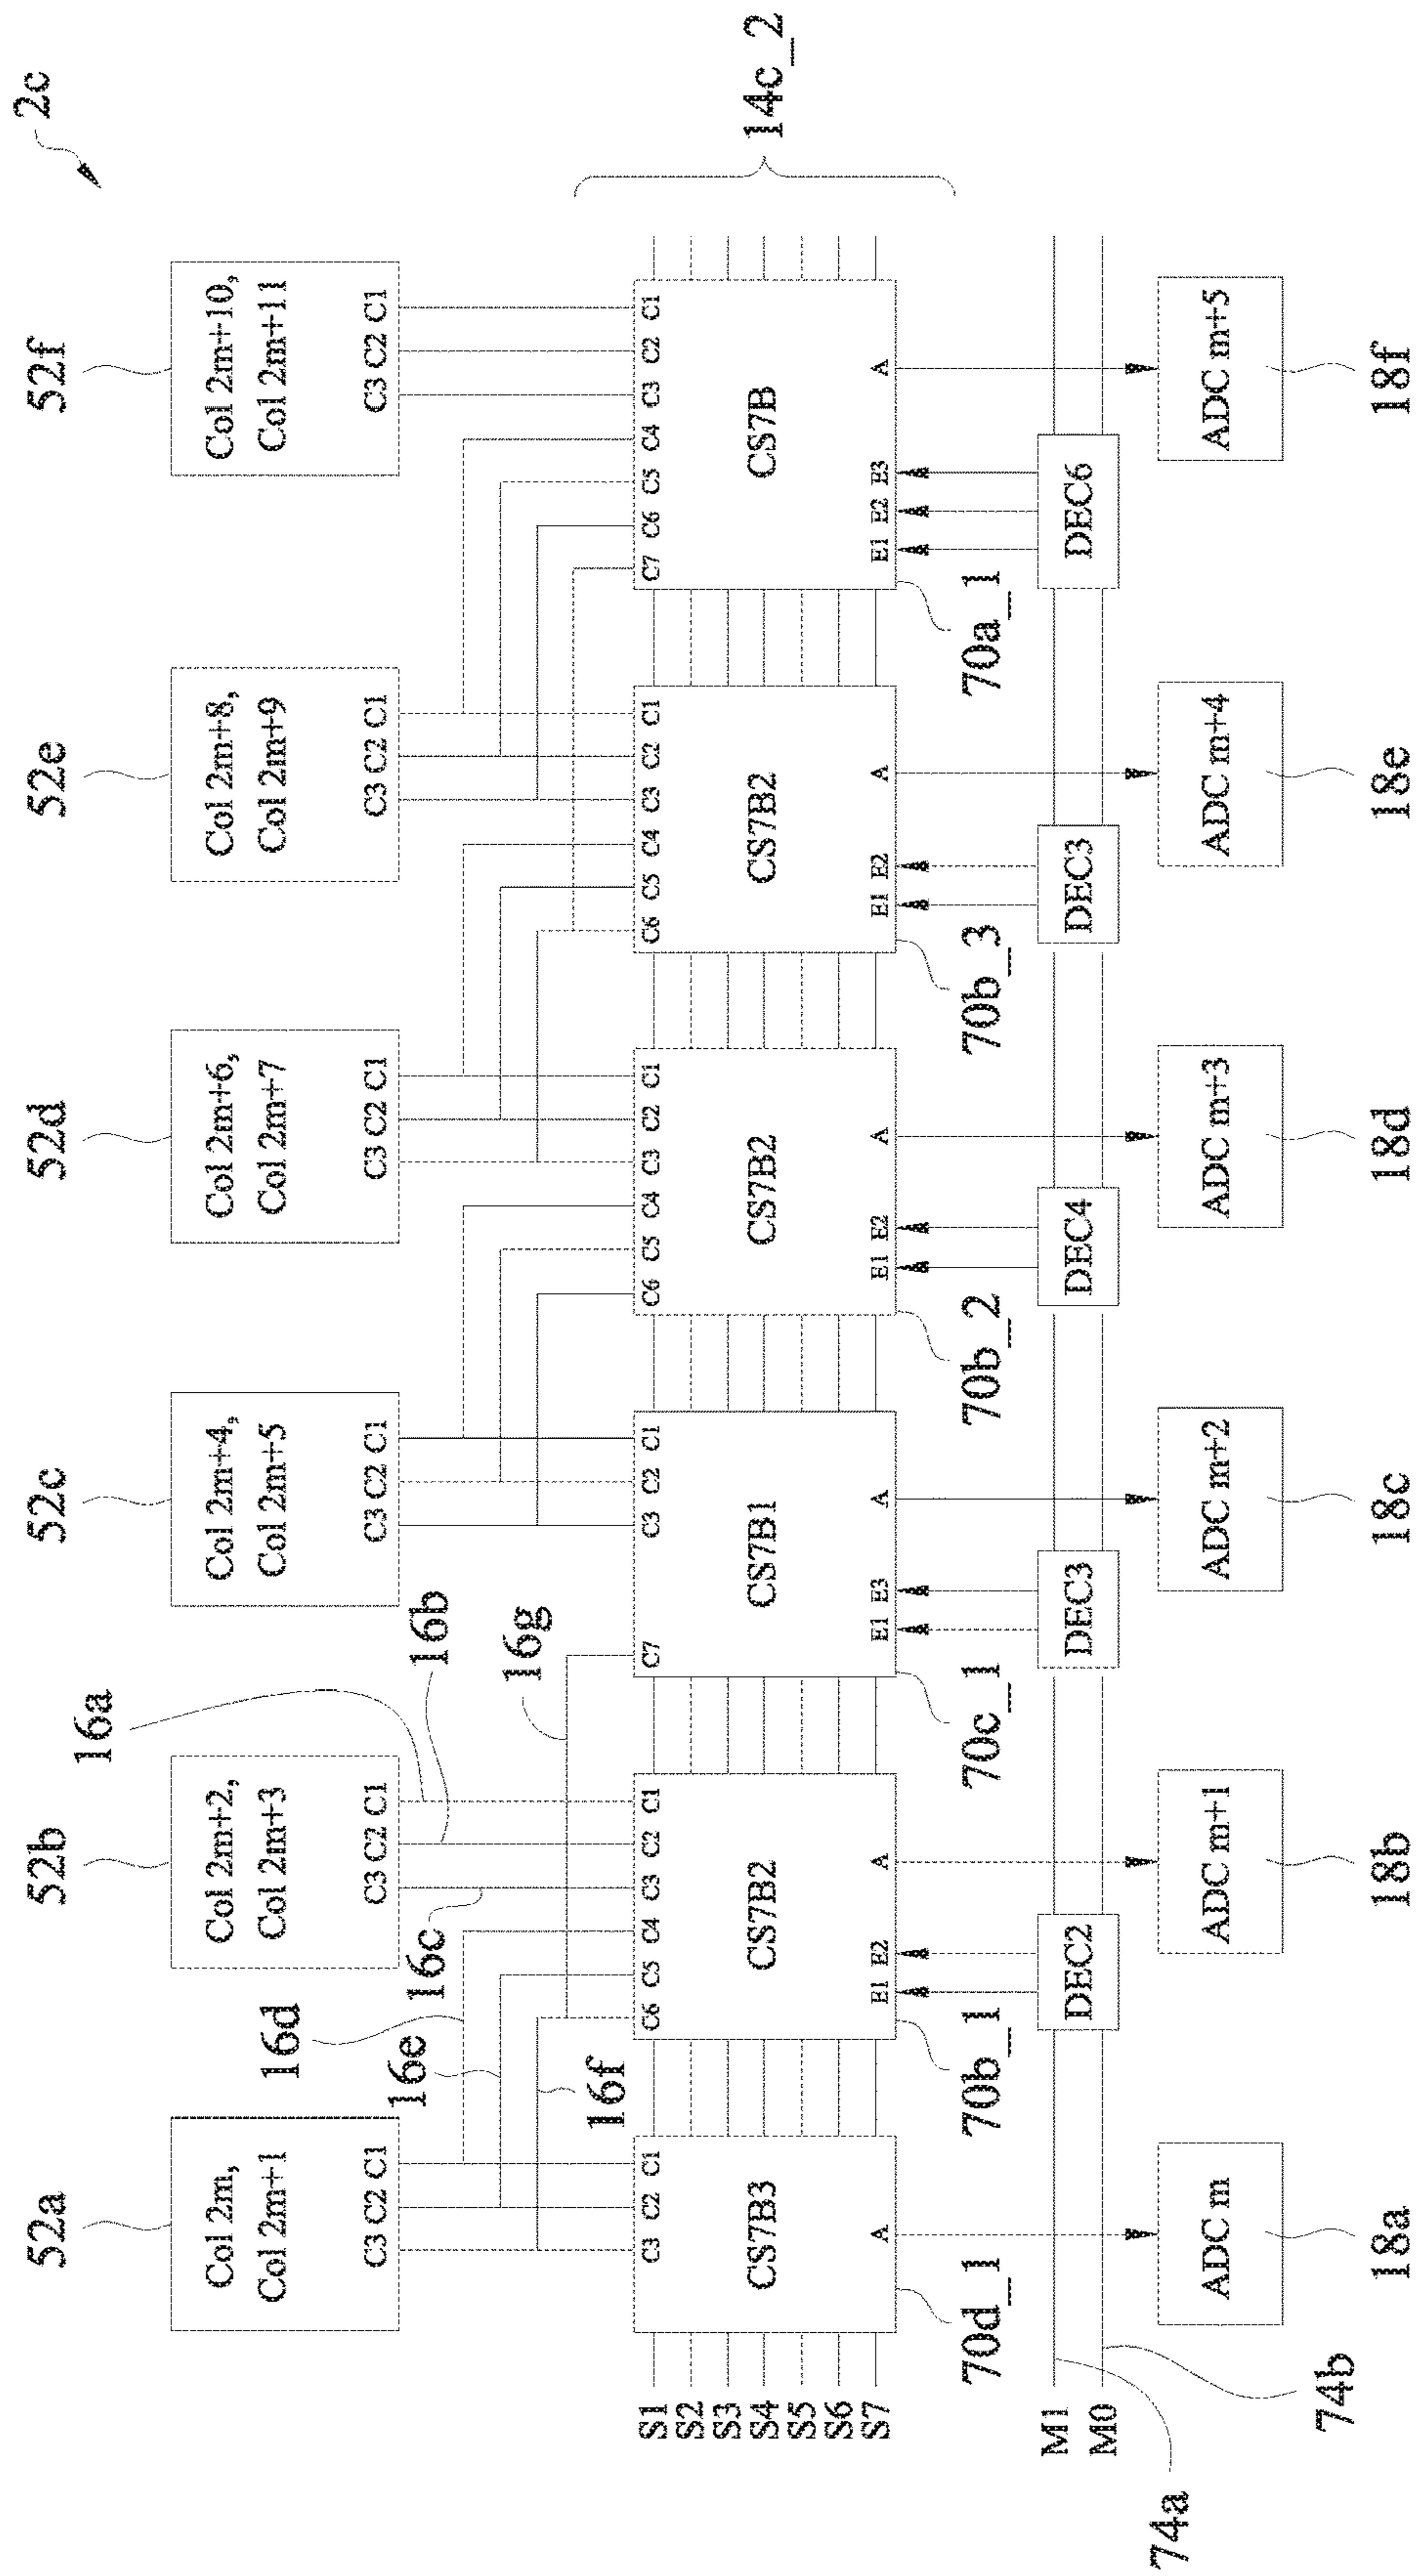 2c
52a
52b
52c
52d
52e
52f
Col 2m,
Col 2m+1
C3 C2 C1
Col 2m+2,
Col 2m+3
C3 C2 C1
Col 2m+4,
Col 2m+5
C3 C2 C1
Col 2m+6,
Col 2m+7
C3 C2 C1
Col 2m+8,
Col 2m+9
C3 C2 C1
Col 2m+10,
Col 2m+11
C3 C2 C1
16a
16b
16c
16d
16e
16f
16g
14c_2
S1
S2
S3
S4
S5
S6
S7
C3 C2 C1
CS7B3
A
70d_1
C6 C5 C4 C3 C2 C1
CS7B2
E1 E2 A
70b_1
C7 C3 C2 C1
CS7B1
E1 E3 A
70c_1
C6 C5 C4 C3 C2 C1
CS7B2
E1 E2 A
70b_2
C6 C5 C4 C3 C2 C1
CS7B2
E1 E2 A
70b_3
C7 C6 C5 C4 C3 C2 C1
CS7B
E1 E2 E3 A
70a_1
M1
M0
74a
74b
DEC2
DEC3
DEC4
DEC3
DEC6
ADC m
ADC m+1
ADC m+2
ADC m+3
ADC m+4
ADC m+5
18a
18b
18c
18d
18e
18f